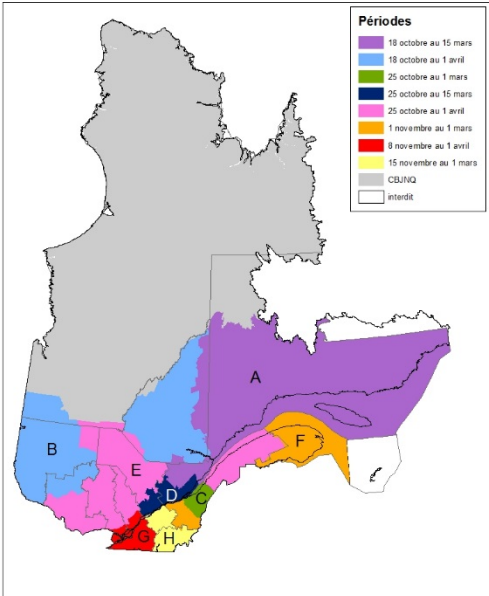 Périodes
18 octobre au 15 mars
18 octobre au 1 avril
25 octobre au 1 mars
25 octobre au 15 mars
25 octobre au 1 avril
1 novembre au 1 mars
8 novembre au 1 avril
15 novembre au 1 mars
CBJNQ
interdit
A
B
E
F
D
C
G
H